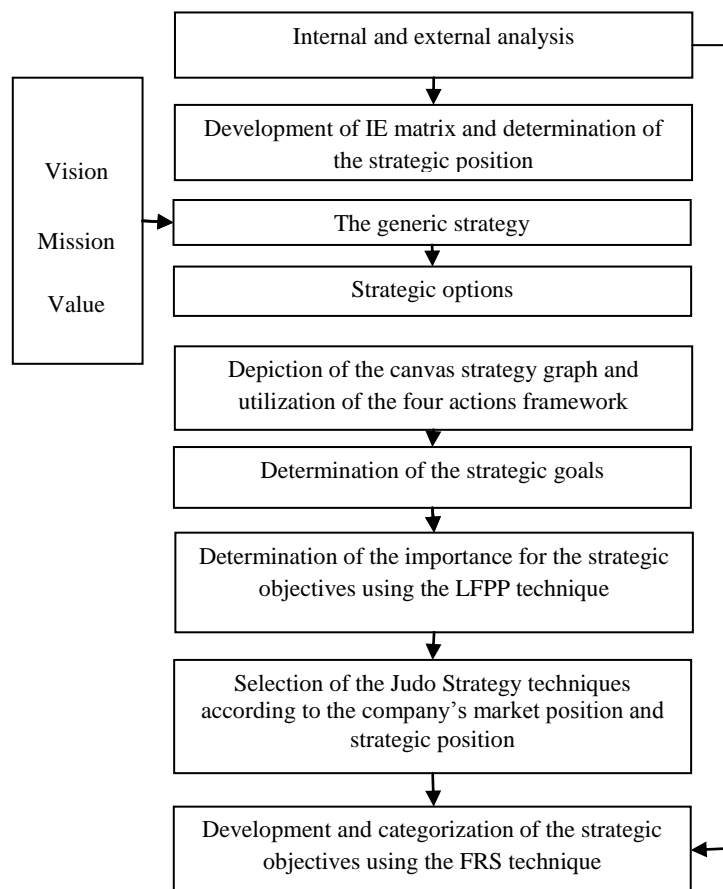 Internal and external analysis
Development of IE matrix and determination of
the strategic position
Vision
Mission
Value
The generic strategy
Strategic options
Depiction of the canvas strategy graph and
utilization of the four actions framework
Determination of the strategic goals
Determination of the importance for the strategic
objectives using the LFPP technique
Selection of the Judo Strategy techniques
according to the company’s market position and
strategic position
Development and categorization of the strategic
objectives using the FRS technique